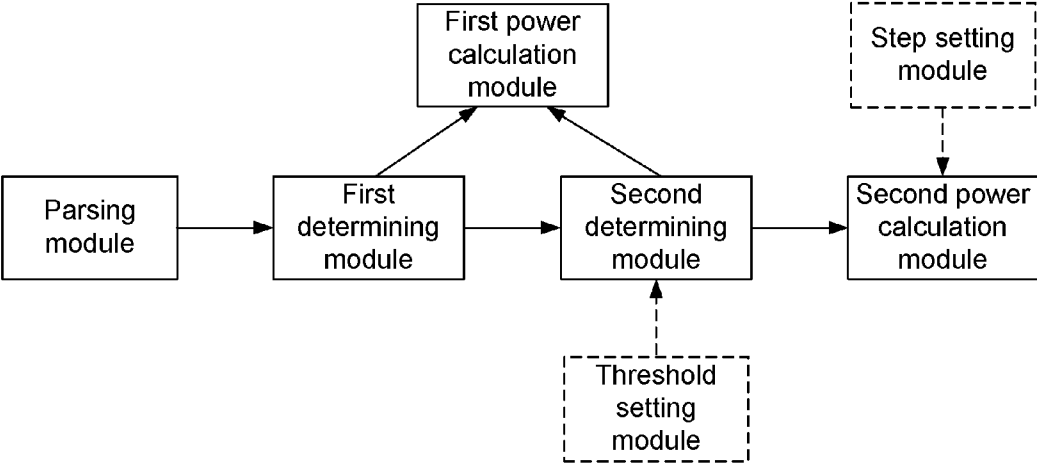 First power
calculation
module
Step setting
module
Parsing
module
First
determining
module
Second
determining
module
Second power
calculation
module
Threshold
setting
module